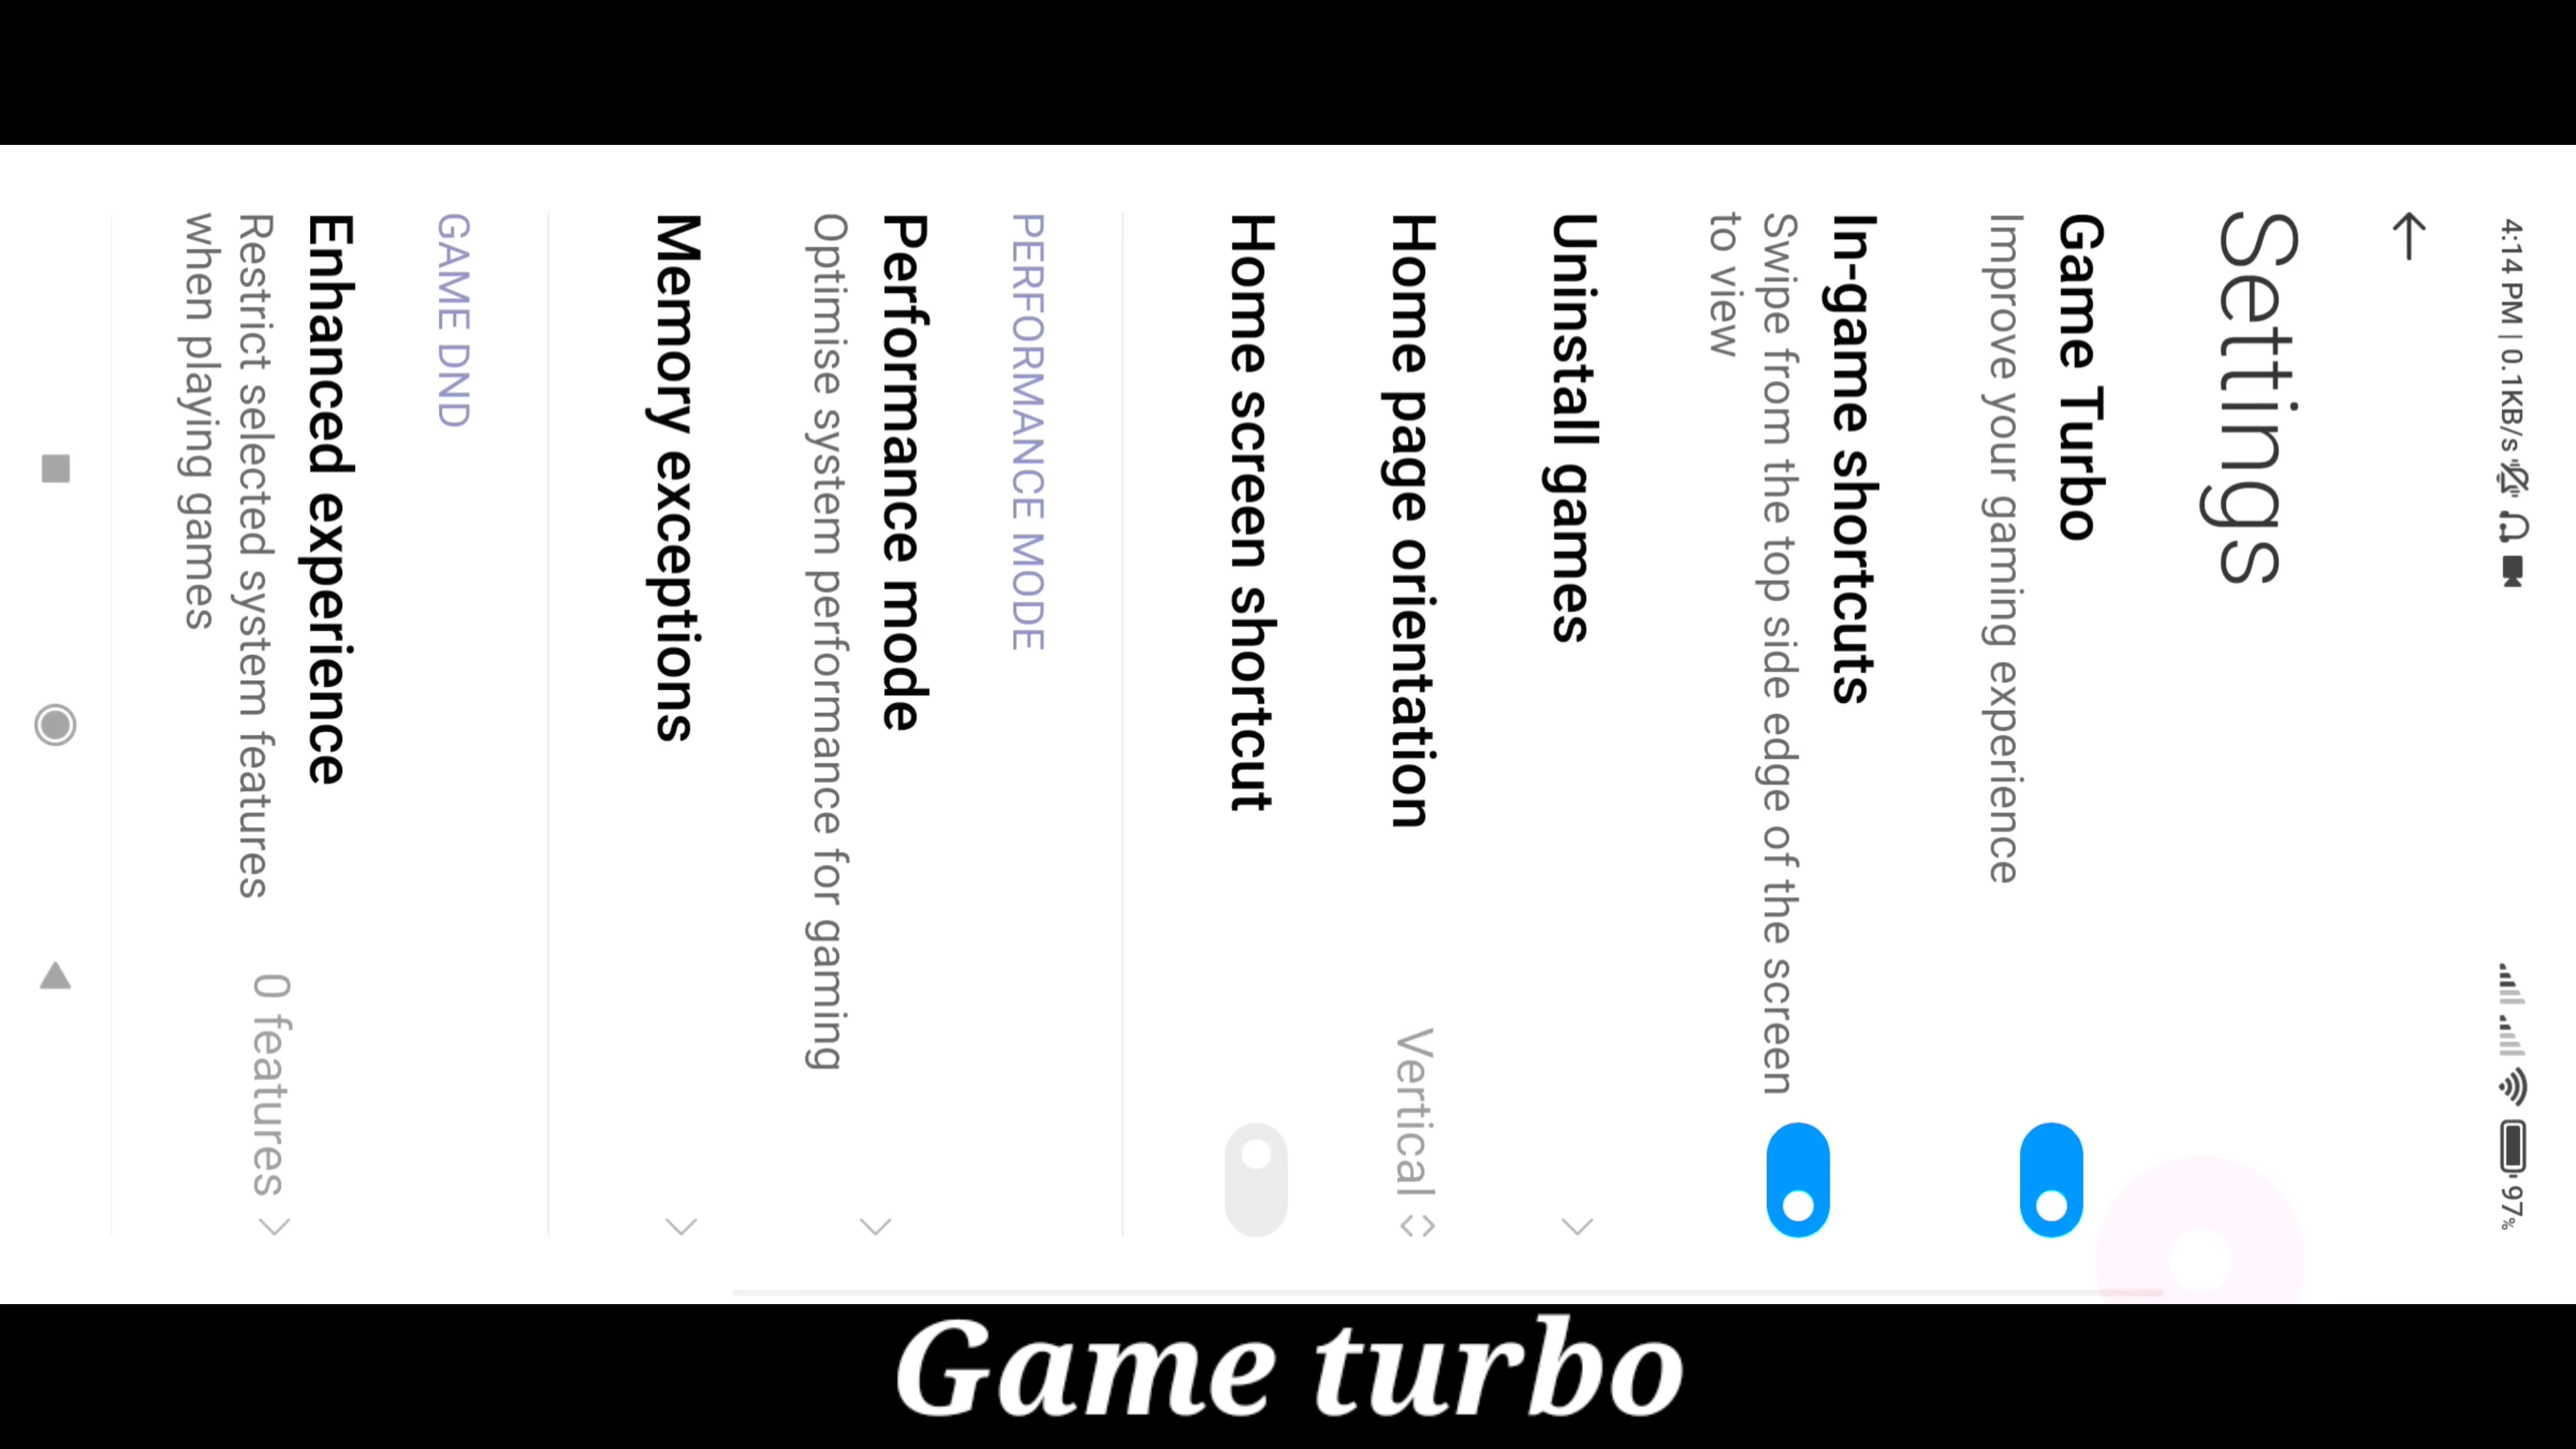 4:14 PM | 0.1KB/s
97%
Settings
Game Turbo
Improve your gaming experience
In-game shortcuts
Swipe from the top side edge of the screen
to view
Uninstall games
Home page orientation
Vertical
Home screen shortcut
PERFORMANCE MODE
Performance mode
Optimise system performance for gaming
Memory exceptions
GAME DND
Enhanced experience
Restrict selected system features
when playing games
0 features
Game turbo